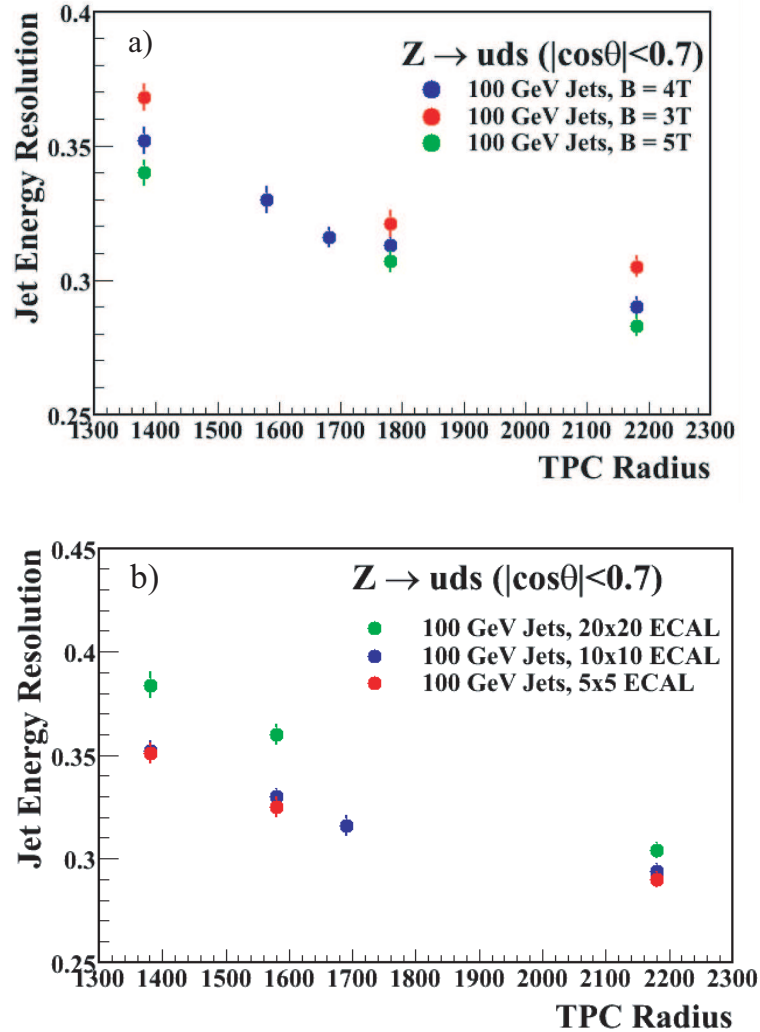 a)
Z → uds (|cosθ|<0.7)
100 GeV Jets, B = 4T
100 GeV Jets, B = 3T
100 GeV Jets, B = 5T
Jet Energy Resolution
0.4
0.35
0.3
0.25
1300 1400 1500 1600 1700 1800 1900 2000 2100 2200 2300
TPC Radius
b)
Z → uds (|cosθ|<0.7)
100 GeV Jets, 20x20 ECAL
100 GeV Jets, 10x10 ECAL
100 GeV Jets, 5x5 ECAL
Jet Energy Resolution
0.45
0.4
0.35
0.3
0.25
1300 1400 1500 1600 1700 1800 1900 2000 2100 2200 2300
TPC Radius